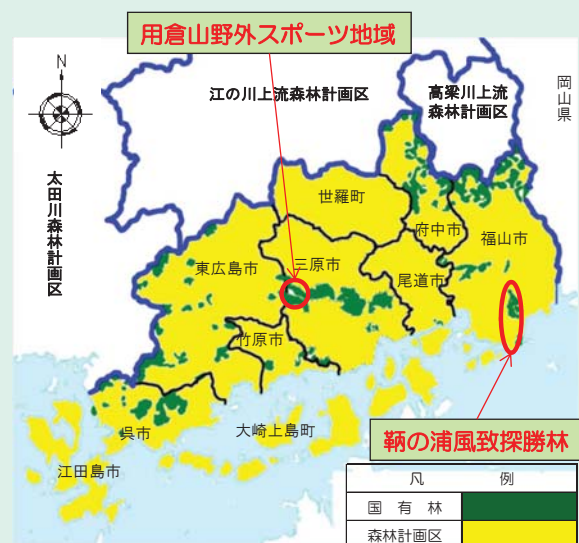 用倉山野外スポーツ地域
N
江の川上流森林計画区
高梁川上流
森林計画区
岡山県
太田川森林計画区
世羅町
府中市
福山市
東広島市
三原市
尾道市
竹原市
呉市
大崎上島町
江田島市
鞆の浦風致探勝林
凡 例
国 有 林
森林計画区